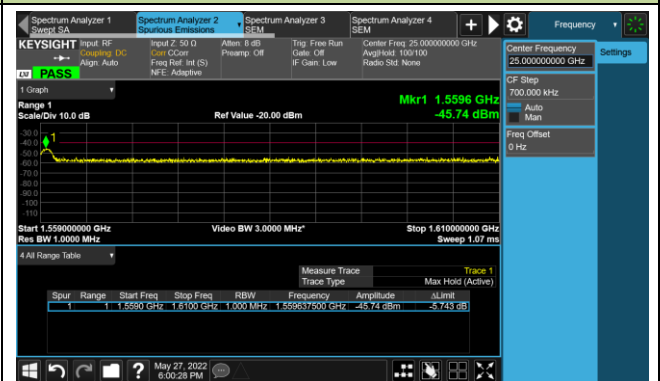 Spectrum Analyzer 1
Swept SA
Spectrum Analyzer 2
Spurious Emissions
Spectrum Analyzer 3
SEM
Spectrum Analyzer 4
SEM
Frequency
KEYSIGHT
Input: RF
Coupling: DC
Align: Auto
Input Z: 50 Ω
Corr CCorr
Freq Ref: Int (S)
NFE: Adaptive
Atten: 8 dB
Preamp: Off
Trig: Free Run
Gate: Off
IF Gain: Low
Center Freq: 25.000000000 GHz
Avg|Hold: 100/100
Radio Std: None
LXI PASS
Center Frequency
25.000000000 GHz
Settings
CF Step
700.000 kHz
Auto
Man
Freq Offset
0 Hz
1 Graph
Range 1
Scale/Div 10.0 dB
Ref Value -20.00 dBm
Mkr1 1.5596 GHz
-45.74 dBm
1
-30.0
-40.0
-50.0
-60.0
-70.0
-80.0
-90.0
-100
-110
Start 1.559000000 GHz
Video BW 3.0000 MHz*
Stop 1.610000000 GHz
Res BW 1.0000 MHz
Sweep 1.07 ms
4 All Range Table
Measure Trace Trace 1
Trace Type Max Hold (Active)
Spur Range Start Freq Stop Freq RBW Frequency Amplitude ΔLimit
1 1 1.5590 GHz 1.6100 GHz 1.000 MHz 1.559637500 GHz -45.74 dBm -5.743 dB
?
May 27, 2022
6:00:28 PM